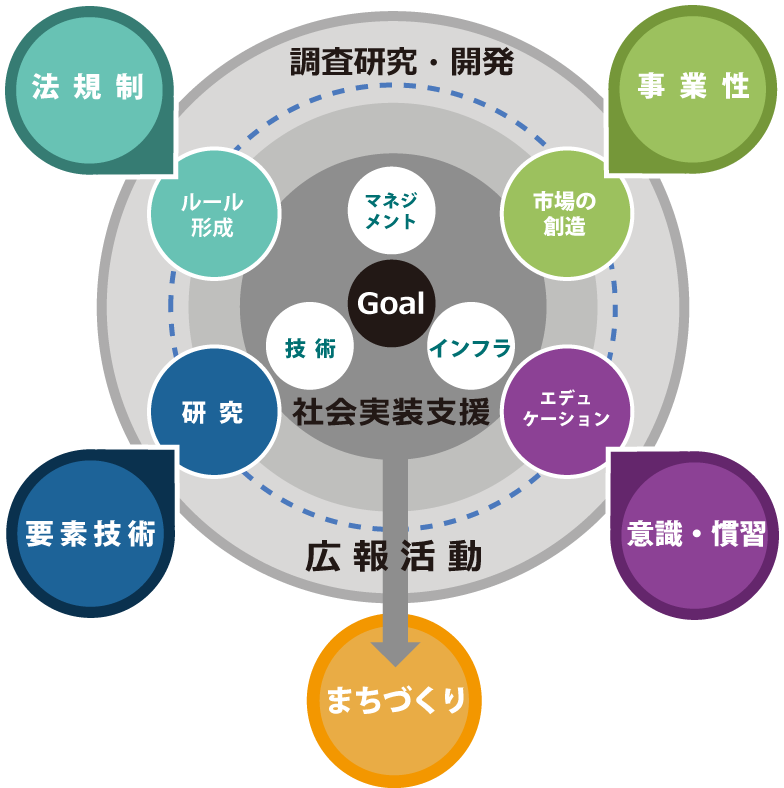 調査研究・開発
法規制
事業性
ルール
形成
マネジ
メント
市場の
創造
Goal
技術
インフラ
研究
社会実装支援
エデュ
ケーション
要素技術
意識・慣習
広報活動
まちづくり